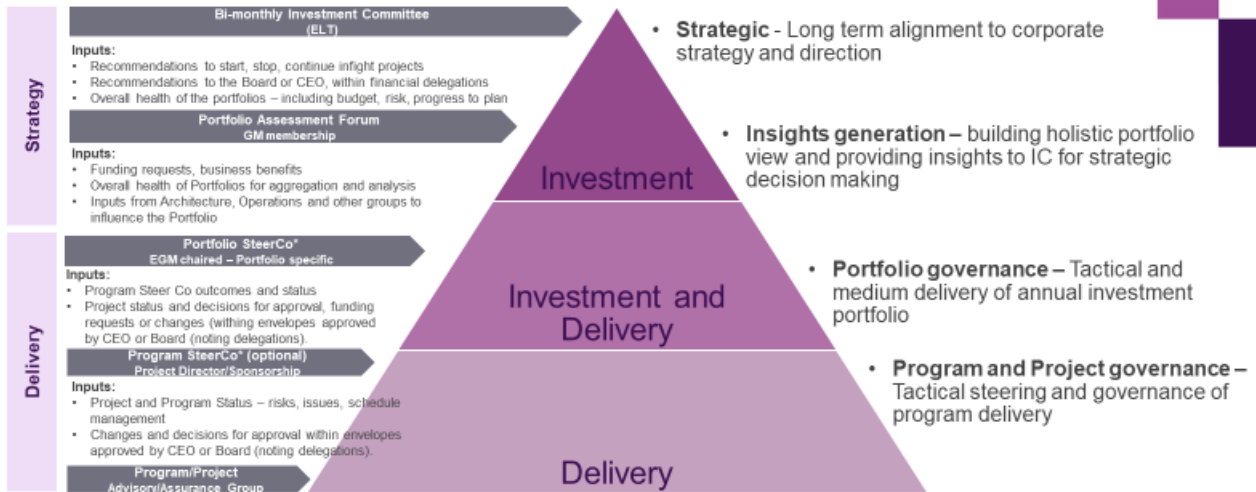 Strategy
Bi-monthly Investment Committee
(ELT)
Inputs:
• Recommendations to start, stop, continue infight projects
• Recommendations to the Board or CEO, within financial delegations
• Overall health of the portfolios – including budget, risk, progress to plan
Portfolio Assessment Forum
GM membership
Inputs:
• Funding requests, business benefits
• Overall health of Portfolios for aggregation and analysis
• Inputs from Architecture, Operations and other groups to
influence the Portfolio
Delivery
Portfolio SteerCo*
EGM chaired – Portfolio specific
Inputs:
• Program Steer Co outcomes and status
• Project status and decisions for approval, funding
requests or changes (withing envelopes approved
by CEO or Board (noting delegations).
Program SteerCo* (optional)
Project Director/Sponsorship
Inputs:
• Project and Program Status – risks, issues, schedule
management
• Changes and decisions for approval within envelopes
approved by CEO or Board (noting delegations).
Program/Project
Advisory/Assurance Group
Investment
Investment and
Delivery
Delivery
• Strategic - Long term alignment to corporate
strategy and direction
• Insights generation – building holistic portfolio
view and providing insights to IC for strategic
decision making
• Portfolio governance – Tactical and
medium delivery of annual investment
portfolio
• Program and Project governance –
Tactical steering and governance of
program delivery